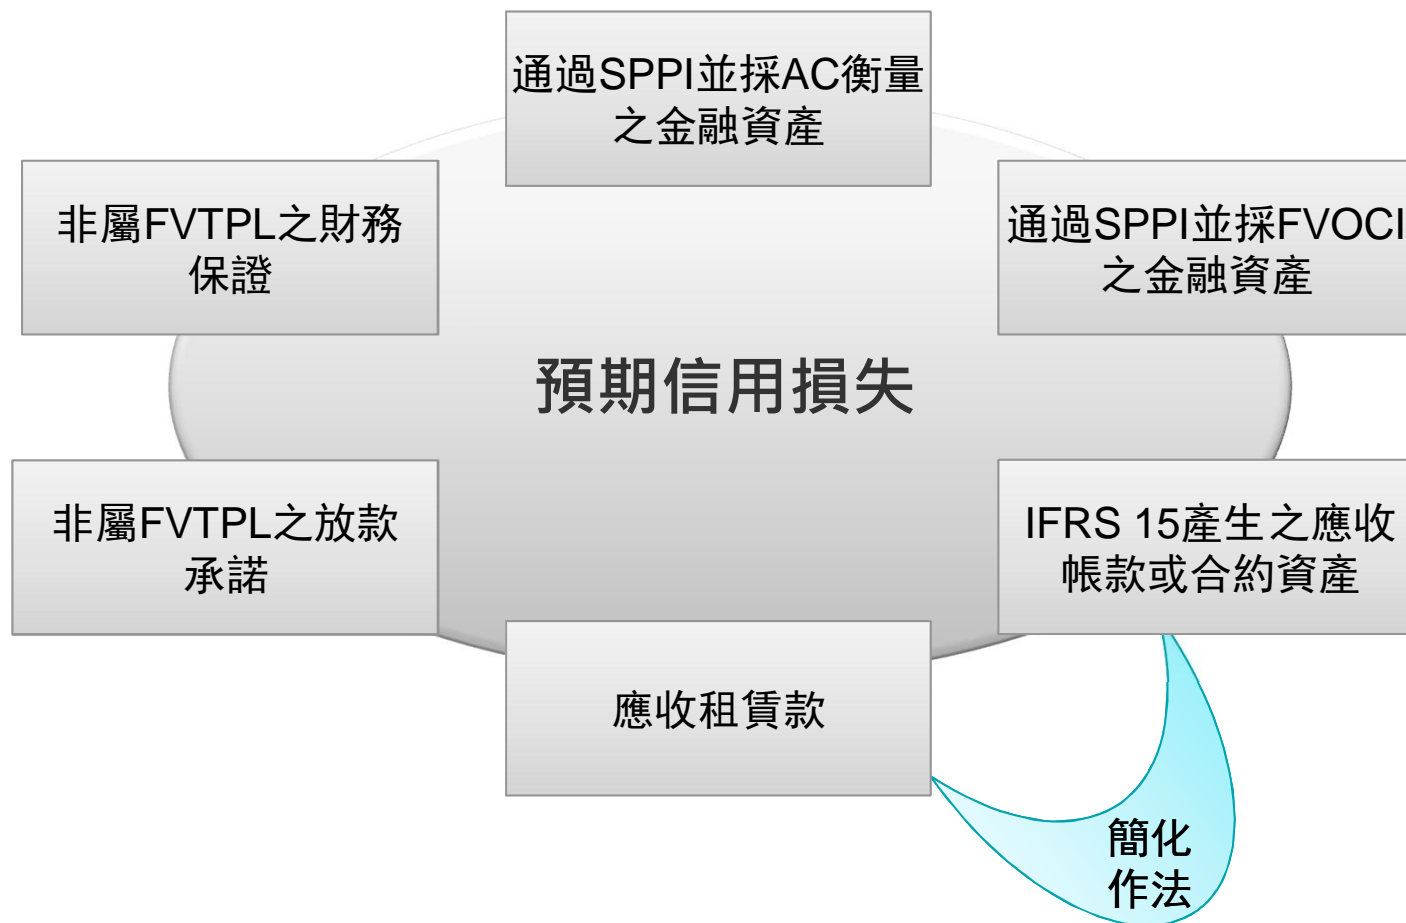 通過SPPI並採AC衡量
之金融資產
非屬FVTPL之財務
保證
通過SPPI並採FVOCI
之金融資產
預期信用損失
非屬FVTPL之放款
承諾
IFRS 15產生之應收
帳款或合約資產
應收租賃款
簡化
作法